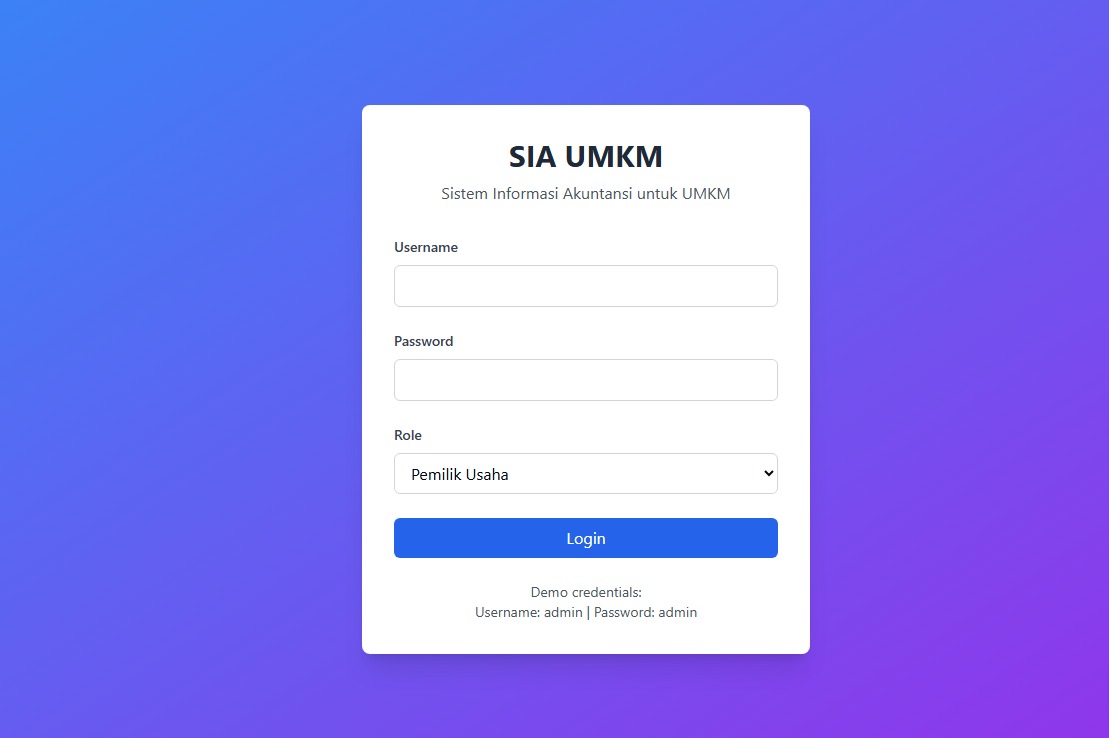 SIA UMKM
Sistem Informasi Akuntansi untuk UMKM
Username
Password
Role
Pemilik Usaha
Login
Demo credentials:
Username: admin | Password: admin